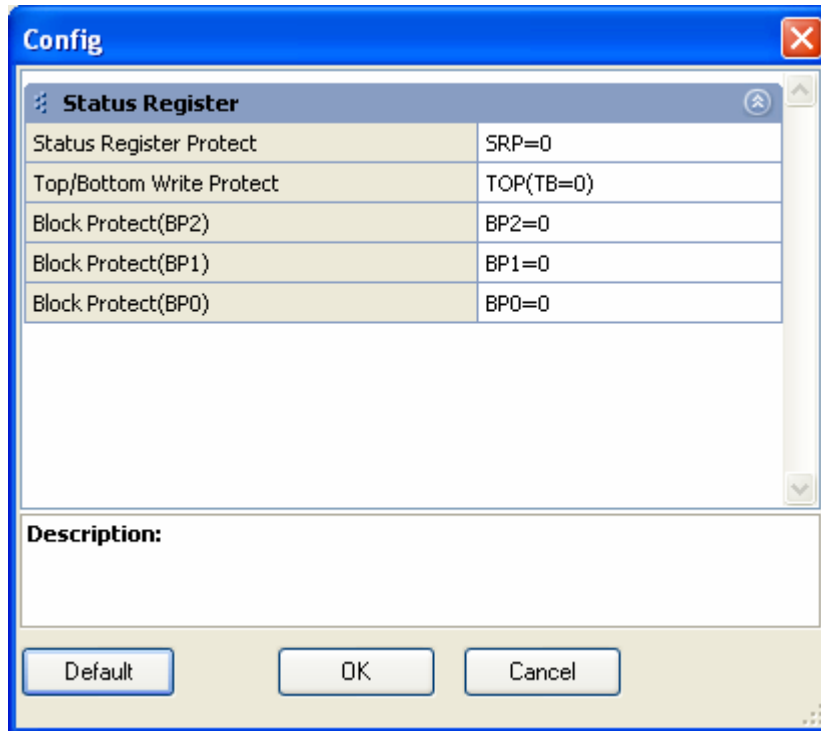 Config
Status Register
Status Register Protect SRP=0
Top/Bottom Write Protect TOP(TB=0)
Block Protect(BP2) BP2=0
Block Protect(BP1) BP1=0
Block Protect(BP0) BP0=0
Description:
Default OK Cancel